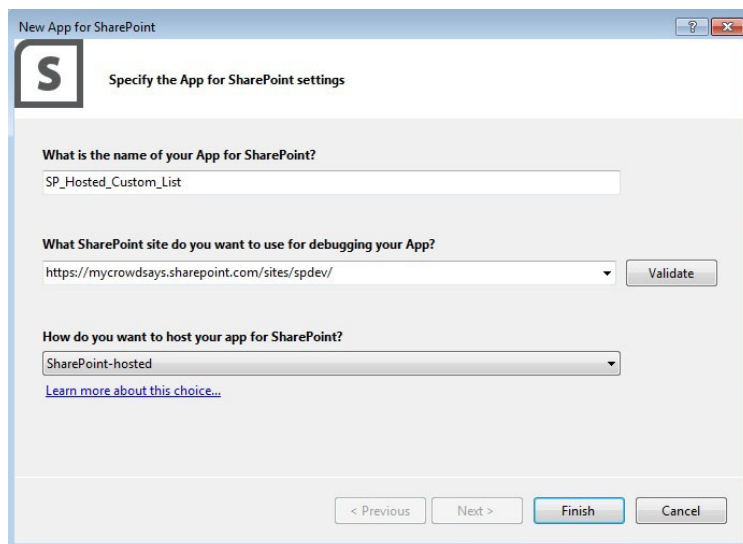 New App for SharePoint
?
S
Specify the App for SharePoint settings
What is the name of your App for SharePoint?
SP_Hosted_Custom_List
What SharePoint site do you want to use for debugging your App?
https://mycrowdsays.sharepoint.com/sites/spdev/
Validate
How do you want to host your app for SharePoint?
SharePoint-hosted
Learn more about this choice...
< Previous Next > Finish Cancel